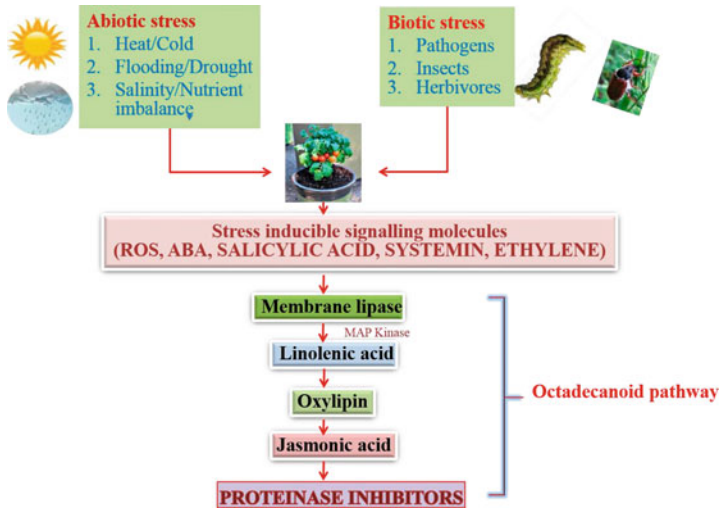 Abiotic stress
1. Heat/Cold
2. Flooding/Drought
3. Salinity/Nutrient
imbalance
Biotic stress
1. Pathogens
2. Insects
3. Herbivores
Stress inducible signalling molecules
(ROS, ABA, SALICYLIC ACID, SYSTEMIN, ETHYLENE)
Membrane lipase
MAP Kinase
Linolenic acid
Oxylipin
Jasmonic acid
PROTEINASE INHIBITORS
Octadecanoid pathway